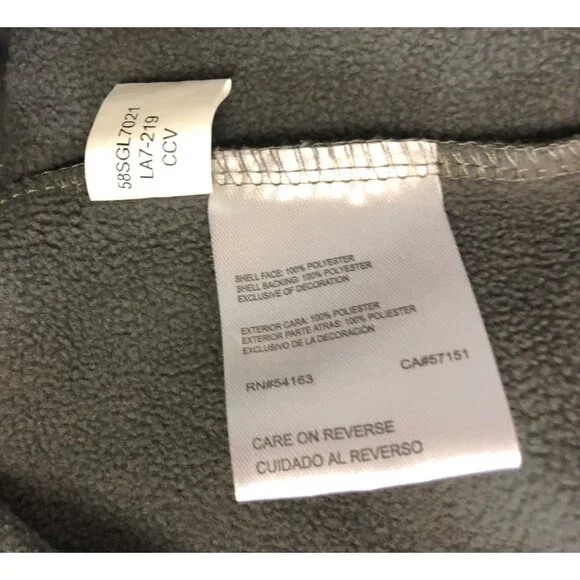 58SGL7021
LA7-219
CCV
SHELL FACE: 100% POLYESTER
SHELL BACKING: 100% POLYESTER
EXCLUSIVE OF DECORATION
EXTERIOR CARA: 100% POLIESTER
EXTERIOR PARTE ATRAS: 100% POLIESTER
EXCLUSIVO DE LA DECORACIÓN
RN#54163 CA#57151
CARE ON REVERSE
CUIDADO AL REVERSO